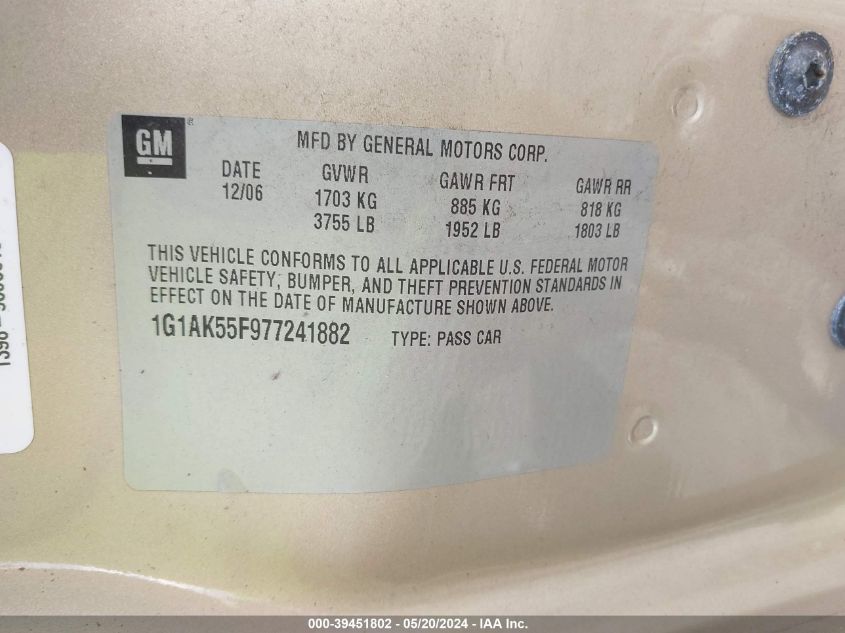 GM
MFD BY GENERAL MOTORS CORP.
DATE GVWR GAWR FRT GAWR RR
12/06 1703 KG 885 KG 818 KG
3755 LB 1952 LB 1803 LB
THIS VEHICLE CONFORMS TO ALL APPLICABLE U.S. FEDERAL MOTOR
VEHICLE SAFETY, BUMPER, AND THEFT PREVENTION STANDARDS IN
EFFECT ON THE DATE OF MANUFACTURE SHOWN ABOVE.
1G1AK55F977241882 TYPE: PASS CAR
000-39451802 - 05/20/2024 - IAA Inc.